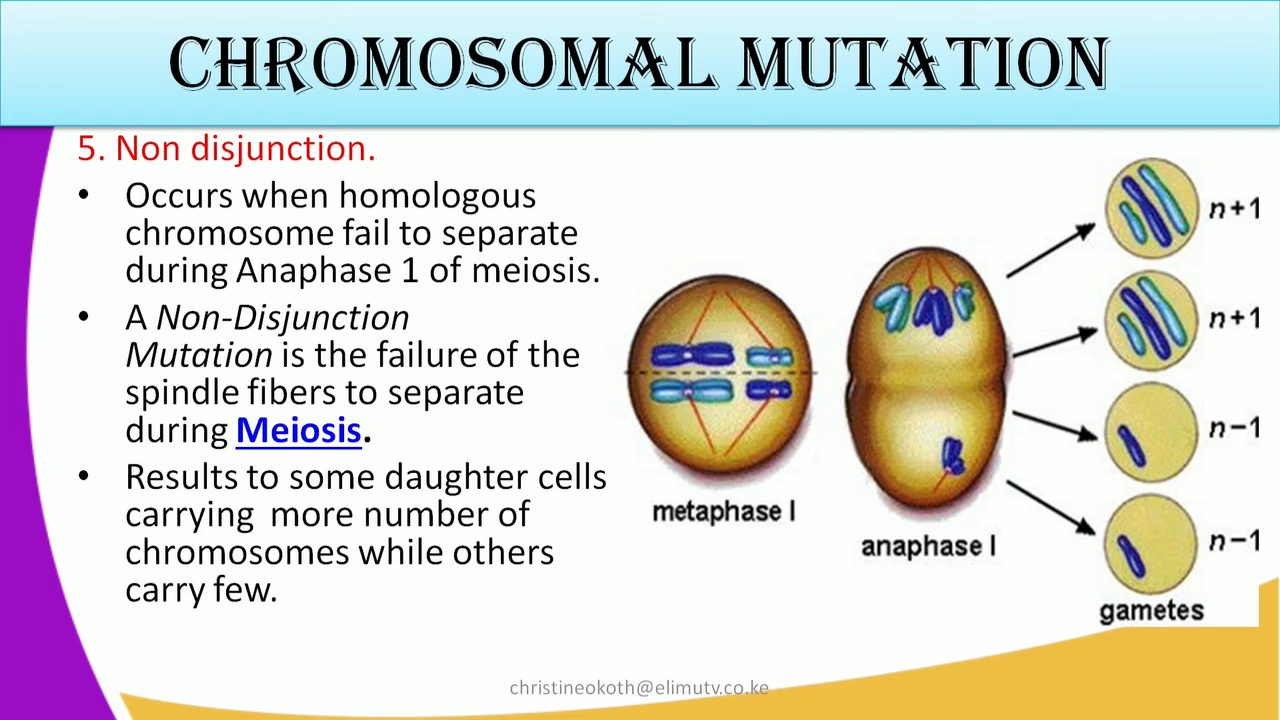 CHROMOSOMAL MUTATION
5. Non disjunction.
• Occurs when homologous
chromosome fail to separate
during Anaphase 1 of meiosis.
• A Non-Disjunction
Mutation is the failure of the
spindle fibers to separate
during Meiosis.
• Results to some daughter cells
carrying more number of
chromosomes while others
carry few.
metaphase I
anaphase I
n+1
n+1
n−1
n−1
gametes
christineokoth@elimutv.co.ke